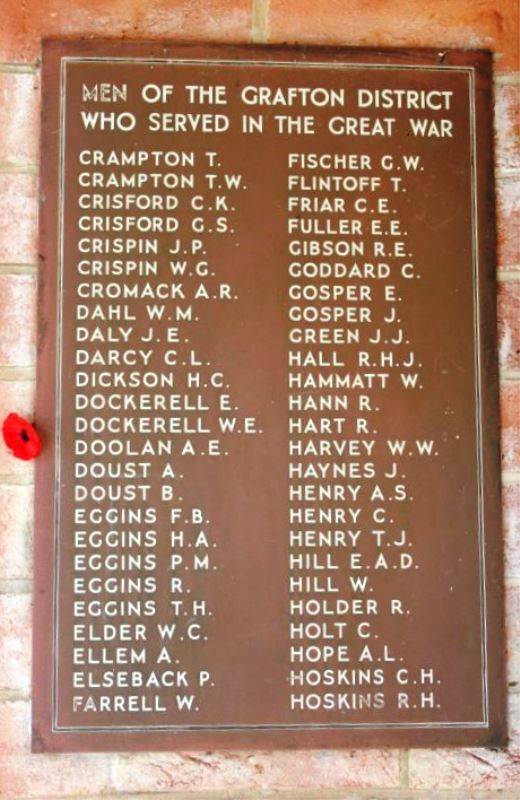 MEN OF THE GRAFTON DISTRICT
WHO SERVED IN THE GREAT WAR
CRAMPTON T.
CRAMPTON T.W.
CRISFORD C.K.
CRISFORD G.S.
CRISPIN J.P.
CRISPIN W.G.
CROMACK A.R.
DAHL W.M.
DALY J.E.
DARCY C.L.
DICKSON H.C.
DOCKERELL E.
DOCKERELL W.E.
DOOLAN A.E.
DOUST A.
DOUST B.
EGGINS F.B.
EGGINS H.A.
EGGINS P.M.
EGGINS R.
EGGINS T.H.
ELDER W.C.
ELLEM A.
ELSEBACK P.
FARRELL W.
FISCHER G.W.
FLINTOFF T.
FRIAR C.E.
FULLER E.E.
GIBSON R.E.
GODDARD C.
GOSPER E.
GOSPER J.
GREEN J.J.
HALL R.H.J.
HAMMATT W.
HANN R.
HART R.
HARVEY W.W.
HAYNES J.
HENRY A.S.
HENRY C.
HENRY T.J.
HILL E.A.D.
HILL W.
HOLDER R.
HOLT C.
HOPE A.L.
HOSKINS C.H.
HOSKINS R.H.